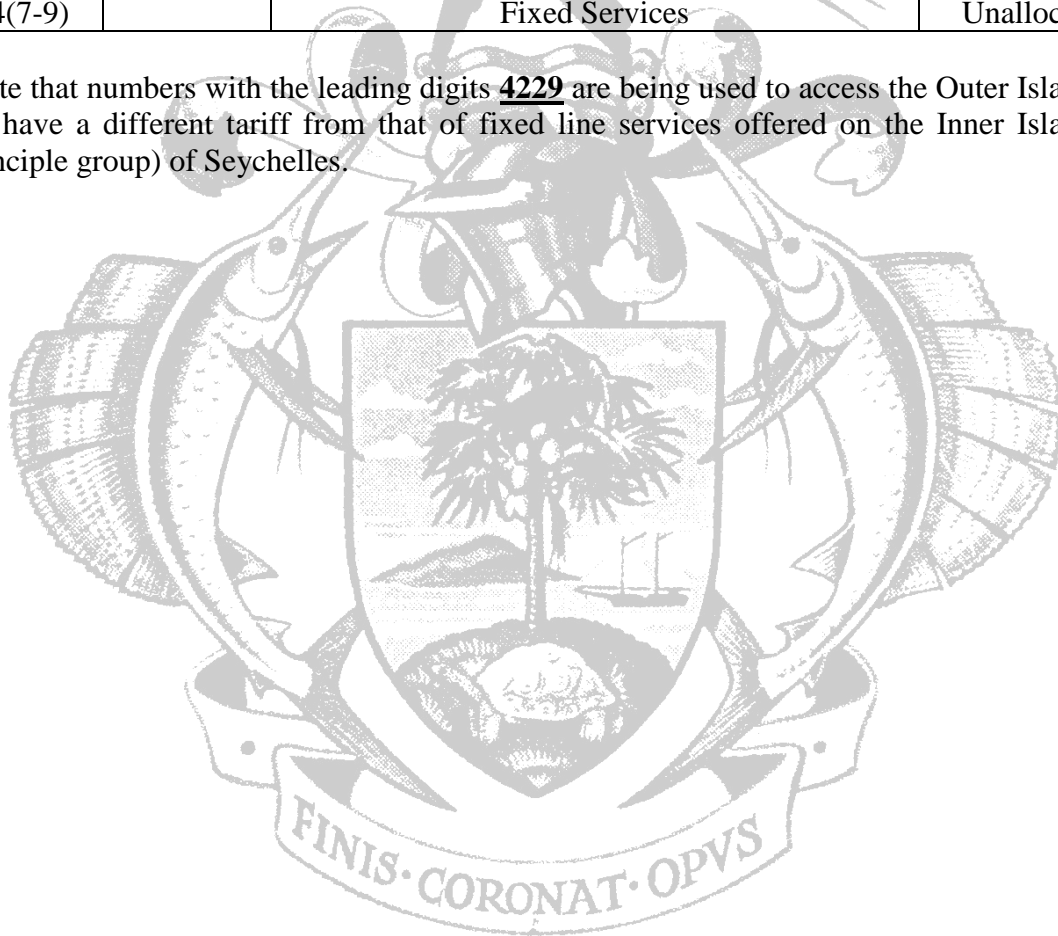 4(7-9) Fixed Services Unalloc
te that numbers with the leading digits 4229 are being used to access the Outer Isla
have a different tariff from that of fixed line services offered on the Inner Isla
nciple group) of Seychelles.
FINIS·CORONAT·OPVS